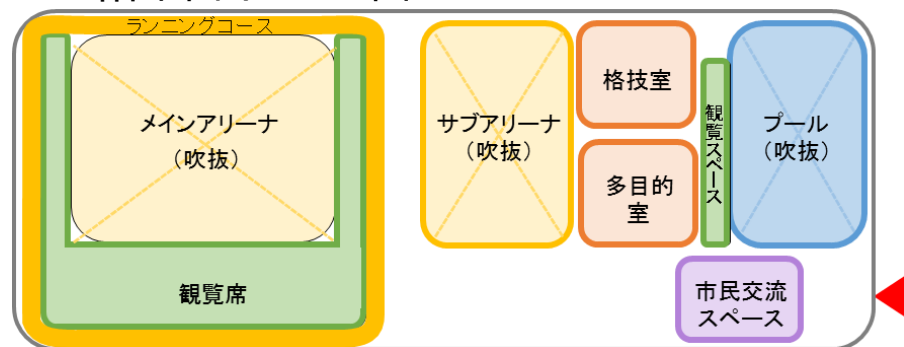 ランニングコース
メインアリーナ
（吹抜）
観覧席
サブアリーナ
（吹抜）
格技室
多目的
室
観覧スペース
プール
（吹抜）
市民交流
スペース